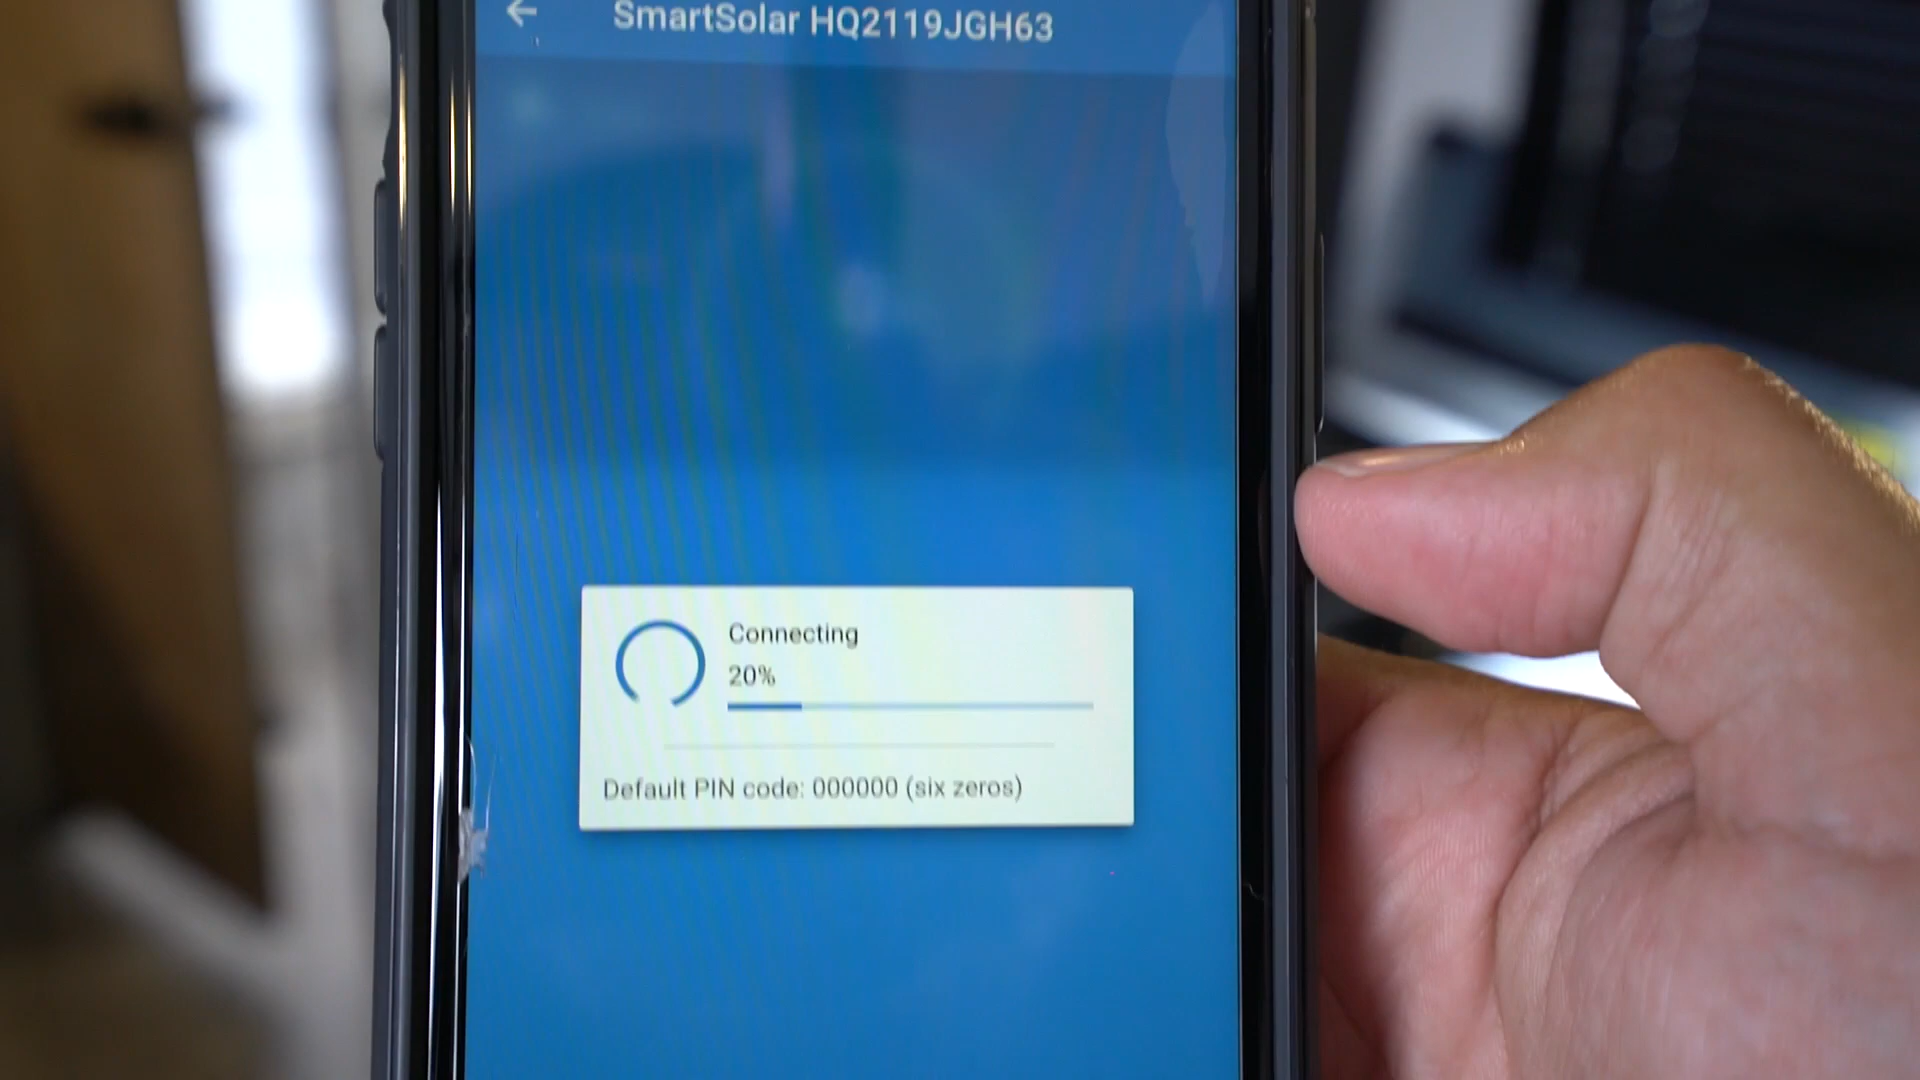 SmartSolar HQ2119JGH63
Connecting
20%
Default PIN code: 000000 (six zeros)